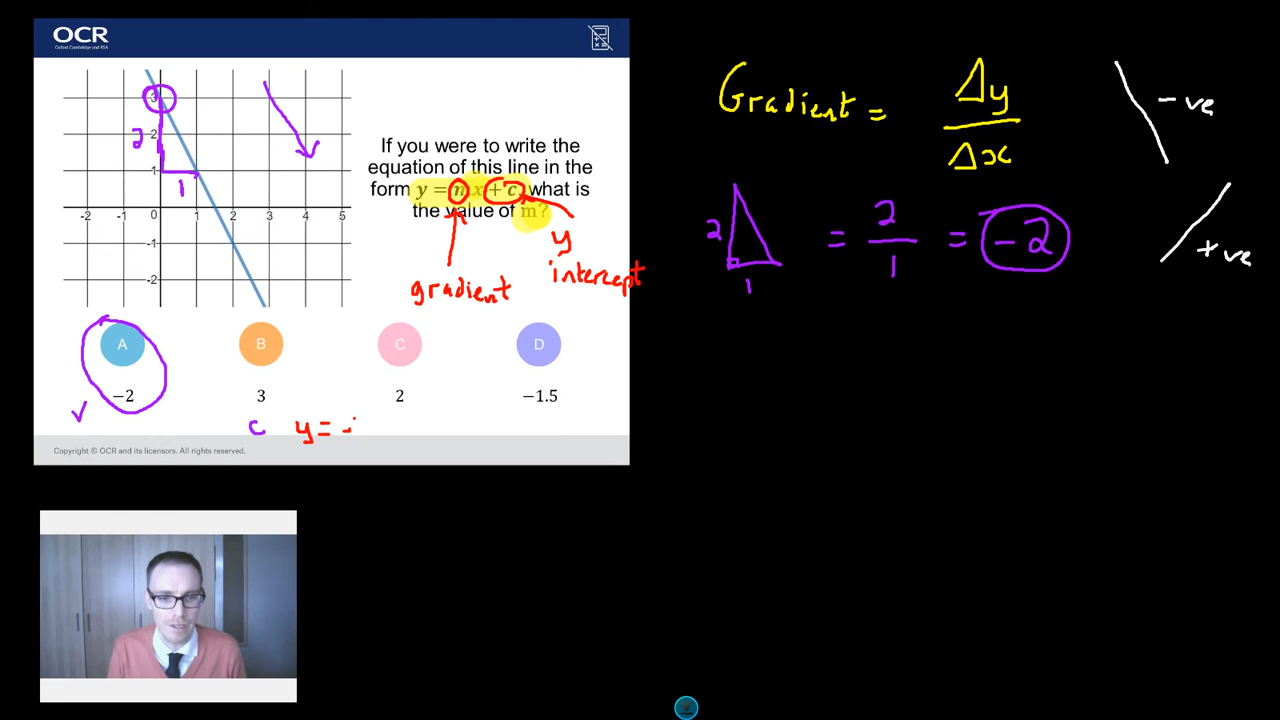 OCR
Oxford Cambridge and RSA
3
2
1
-2 -1 0 1 2 3 4 5
-1
-2
2
1
If you were to write the
equation of this line in the
form y = mx + c, what is
the value of m?
gradient
y
intercept
A B C D
−2 3 2 −1.5
c y = -
Copyright © OCR and its licensors. All rights reserved.
Gradient = Δy
Δx
- ve
2
1
= 2
1
= -2
+ ve